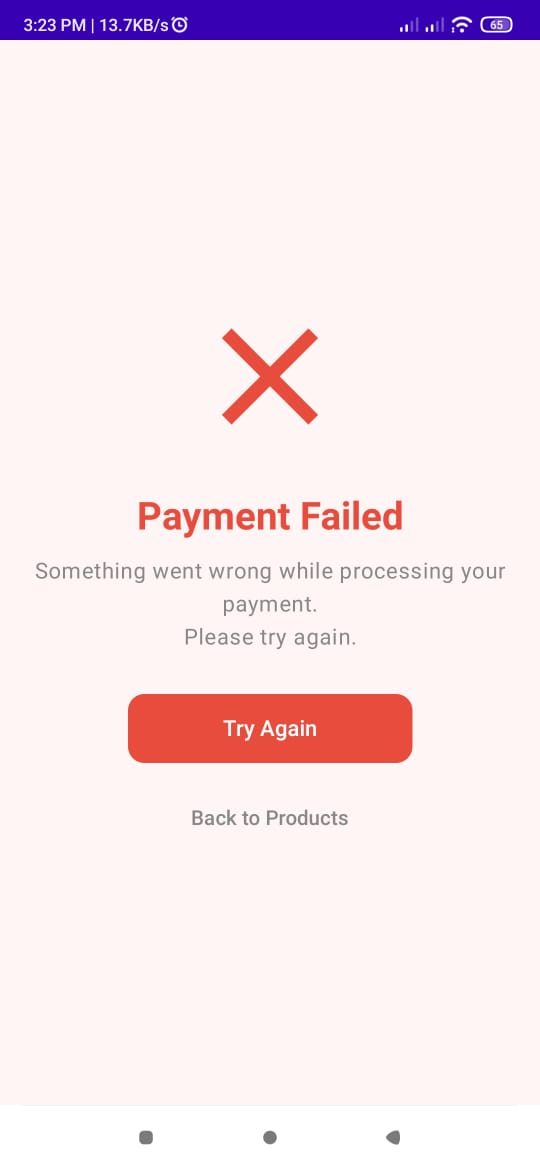 3:23 PM | 13.7KB/s
65
Payment Failed
Something went wrong while processing your
payment.
Please try again.
Try Again
Back to Products